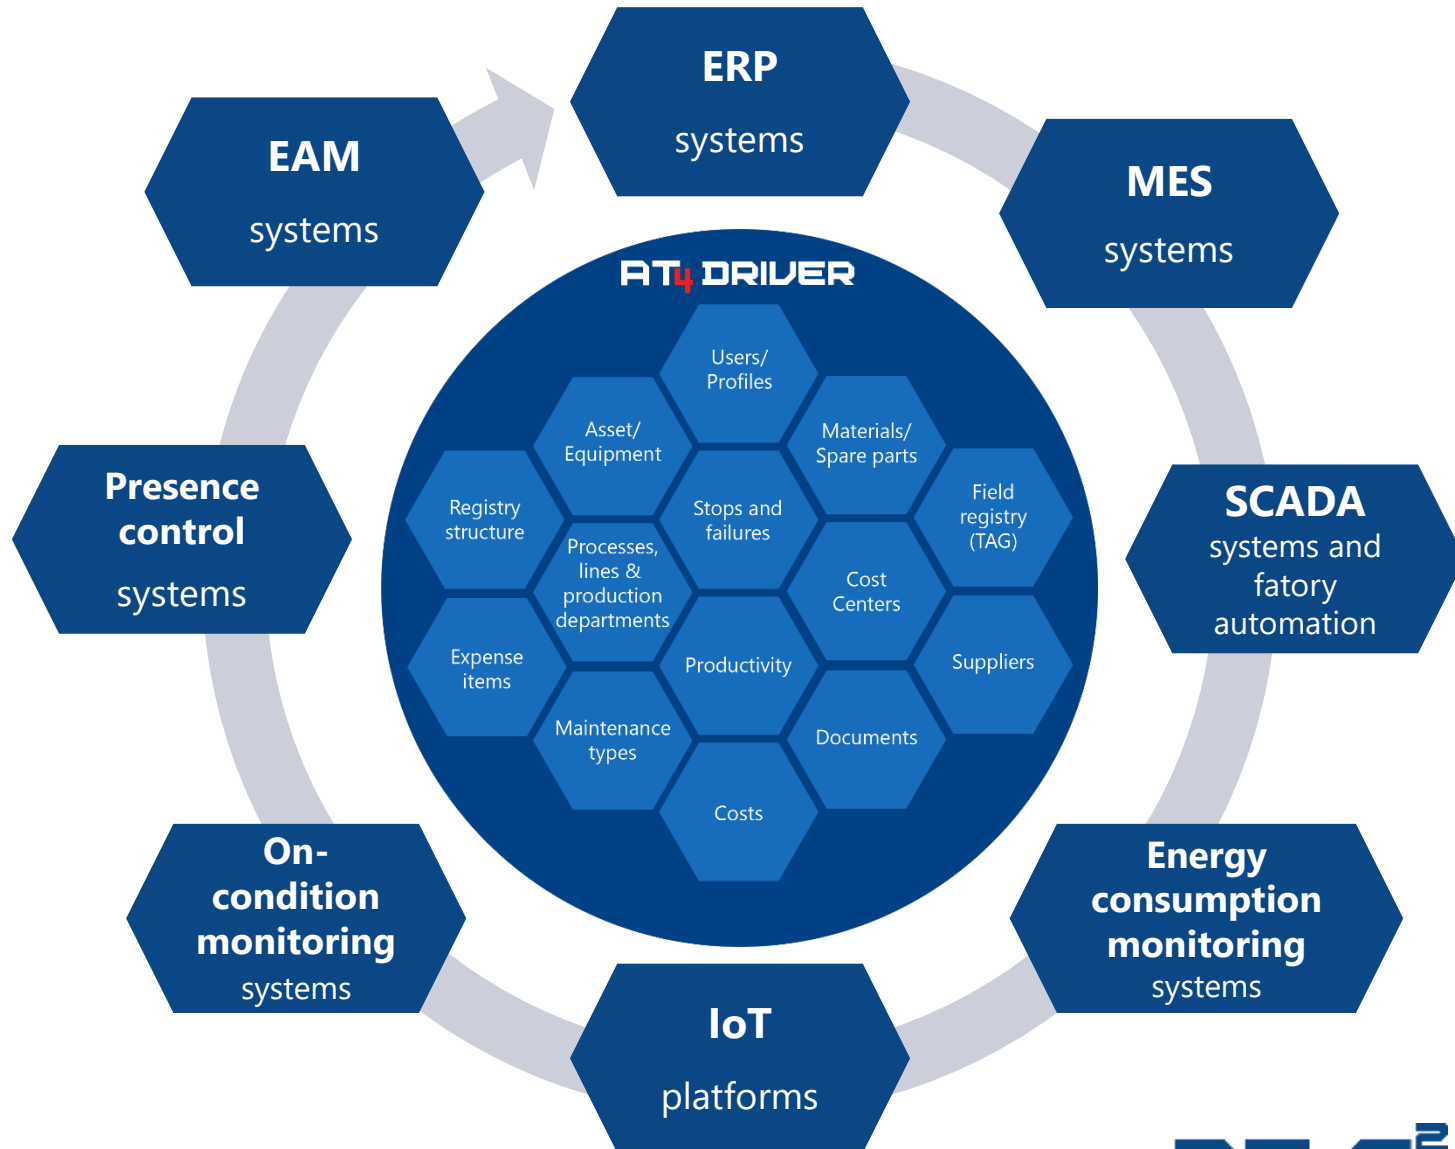 ERP
systems
MES
systems
SCADA
systems and
fatory
automation
Energy
consumption
monitoring
systems
IoT
platforms
On-
condition
monitoring
systems
Presence
control
systems
EAM
systems
AT4 DRIVER
Users/
Profiles
Asset/
Equipment
Materials/
Spare parts
Registry
structure
Stops and
failures
Field
registry
(TAG)
Processes,
lines &
production
departments
Cost
Centers
Expense
items
Productivity
Suppliers
Maintenance
types
Documents
Costs